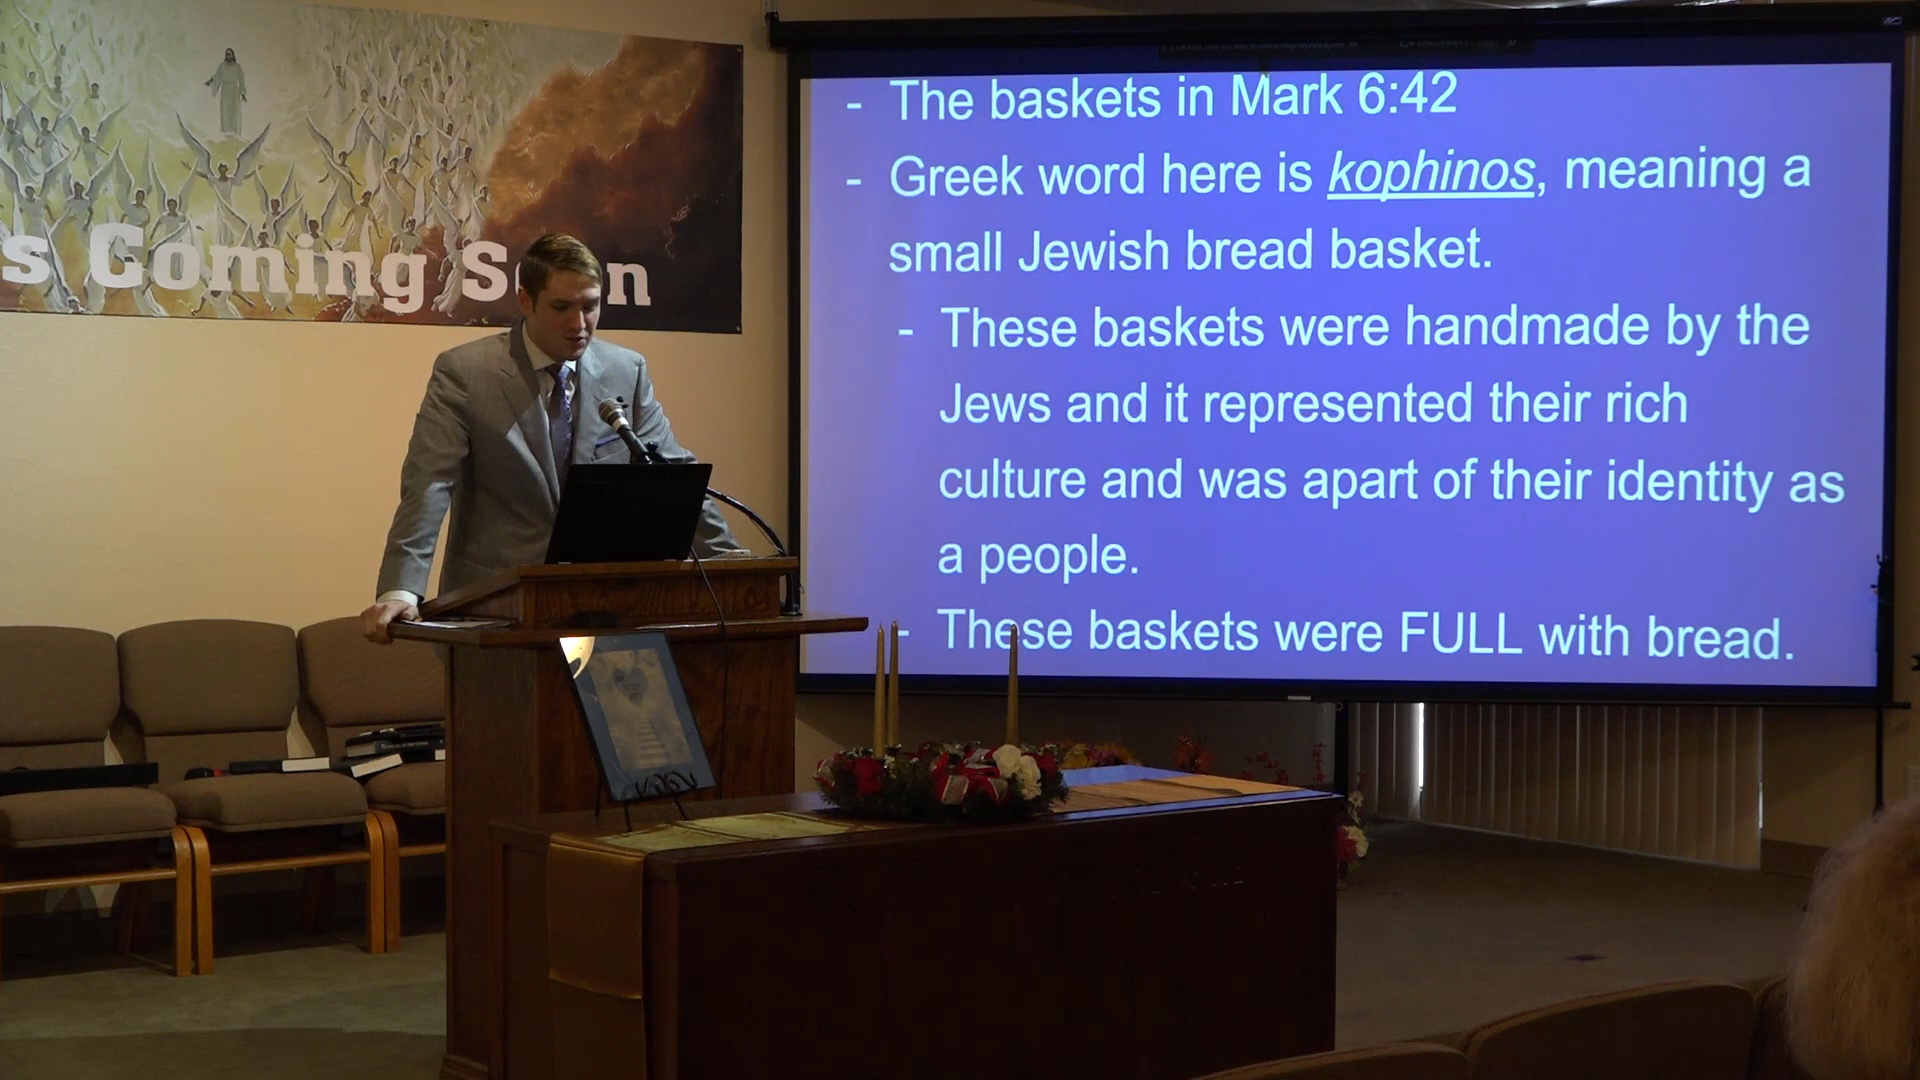 s Coming S n
- The baskets in Mark 6:42
- Greek word here is kophinos, meaning a
small Jewish bread basket.
- These baskets were handmade by the
Jews and it represented their rich
culture and was apart of their identity as
a people.
- These baskets were FULL with bread.